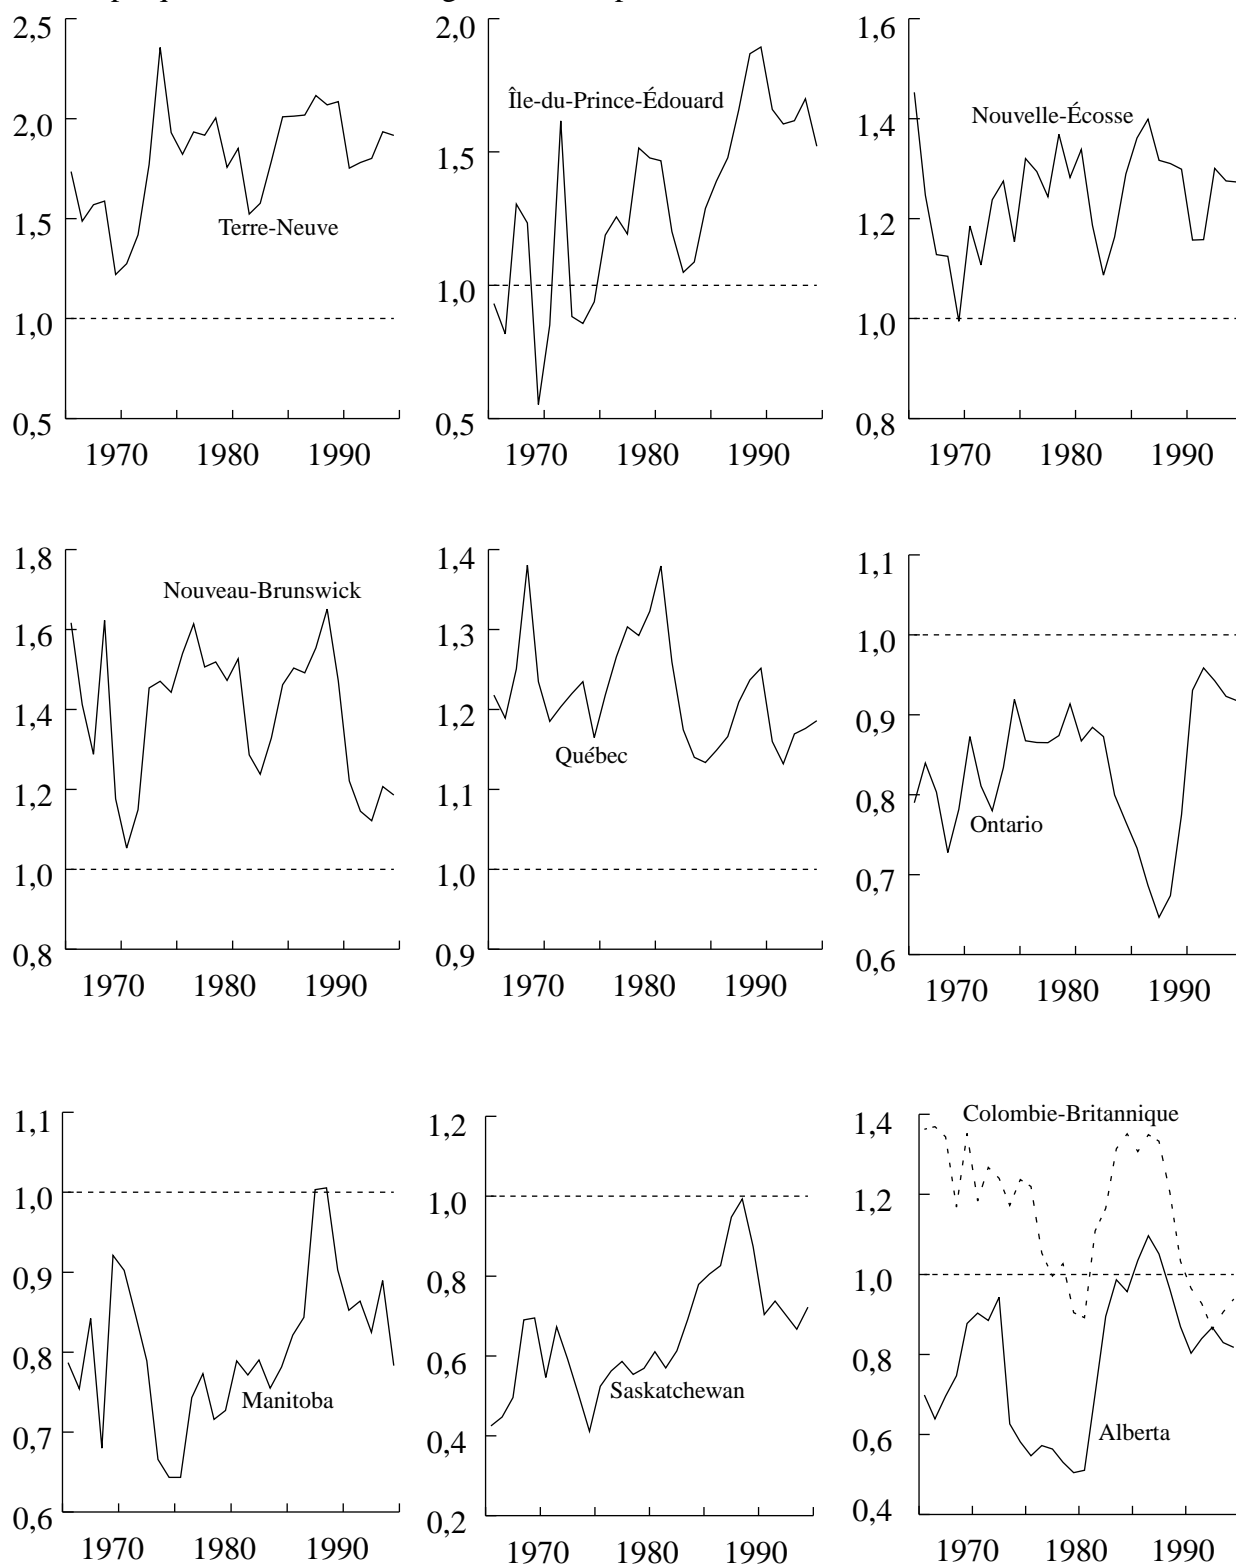 2,5
Terre-Neuve
2,0
1,5
1,0
0,5
1970 1980 1990
2,0
Île-du-Prince-Édouard
1,5
1,0
0,5
1970 1980 1990
1,6
Nouvelle-Écosse
1,4
1,2
1,0
0,8
1970 1980 1990
1,8
Nouveau-Brunswick
1,6
1,4
1,2
1,0
0,8
1970 1980 1990
1,4
1,3
1,2
Québec
1,1
1,0
0,9
1970 1980 1990
1,1
1,0
0,9
0,8
Ontario
0,7
0,6
1970 1980 1990
1,1
1,0
0,9
0,8
Manitoba
0,7
0,6
1970 1980 1990
1,2
1,0
0,8
0,6
Saskatchewan
0,4
0,2
1970 1980 1990
Colombie-Britannique
1,4
1,2
1,0
0,8
0,6
Alberta
0,4
1970 1980 1990